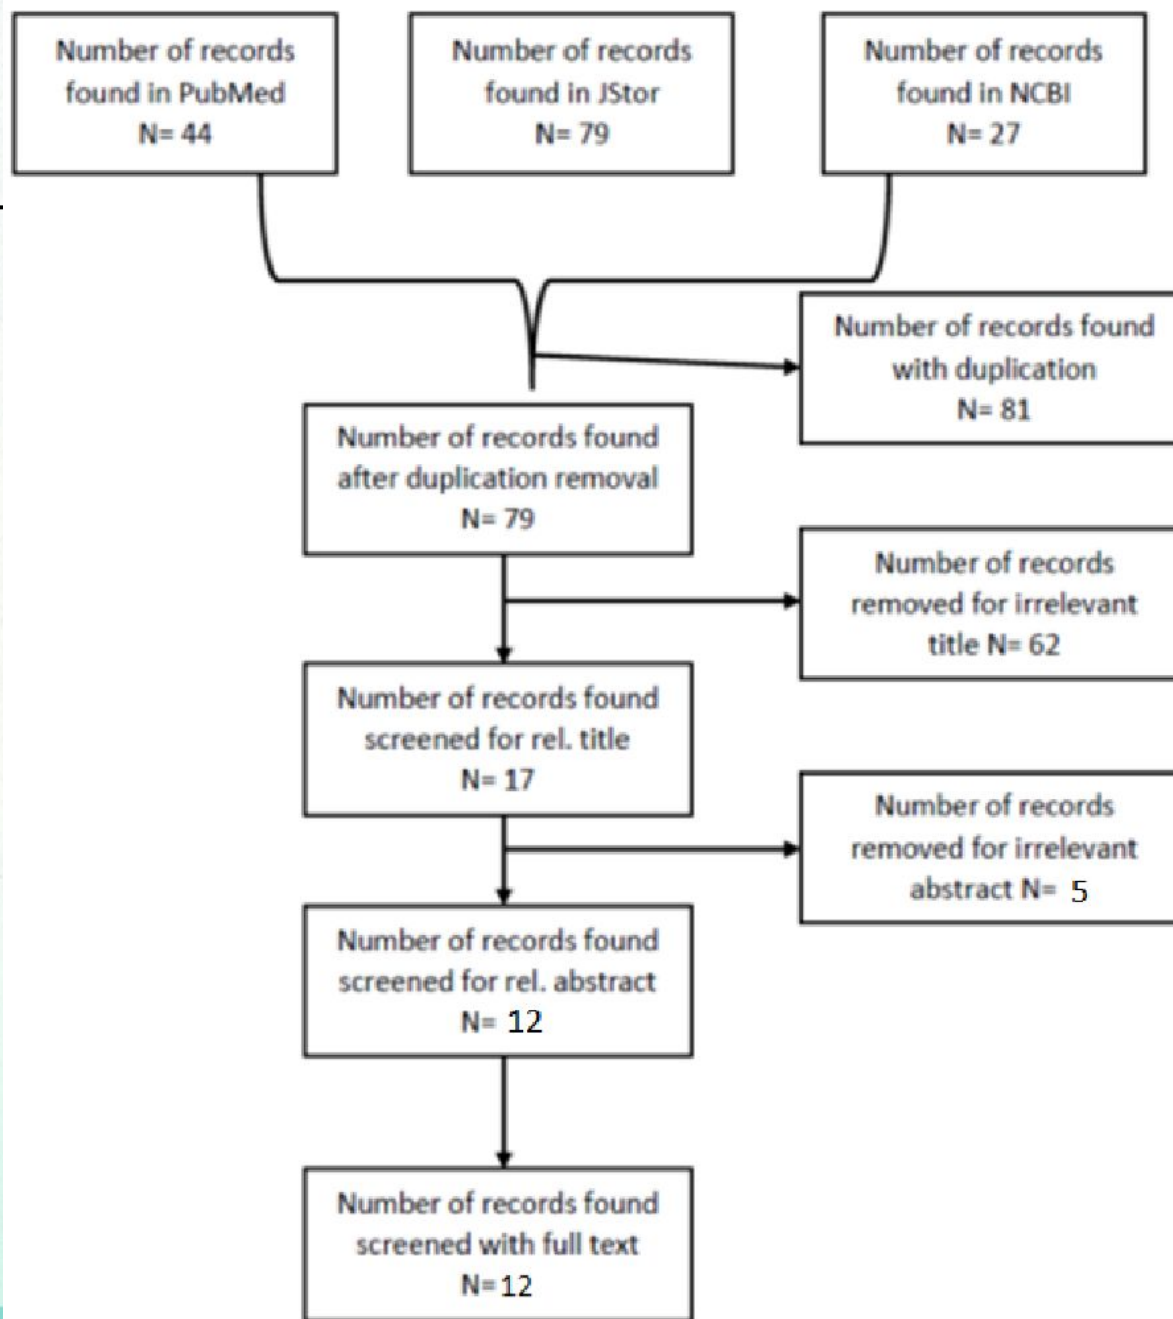 Number of records
found in PubMed
N= 44
Number of records
found in JStor
N= 79
Number of records
found in NCBI
N= 27
Number of records found
with duplication
N= 81
Number of records found
after duplication removal
N= 79
Number of records
removed for irrelevant
title N= 62
Number of records found
screened for rel. title
N= 17
Number of records
removed for irrelevant
abstract N= 5
Number of records found
screened for rel. abstract
N= 12
Number of records found
screened with full text
N= 12